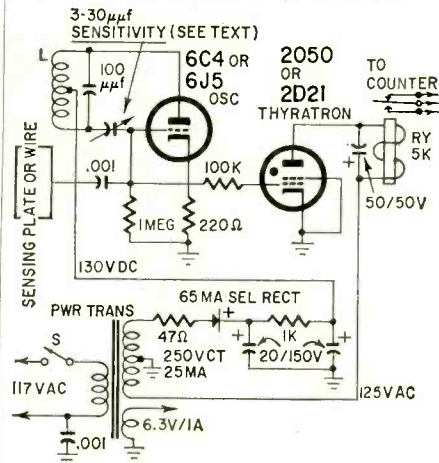 3-30µµf
SENSITIVITY (SEE TEXT)
L
100
µµf
6C4 OR
6J5
OSC
2050
OR
2D21
THYRATRON
TO
COUNTER
RY
5K
+
50/50V
SENSING PLATE OR WIRE
.001
100K
1MEG
220Ω
130VDC
PWR TRANS
65MA SEL RECT
S
47Ω
+
1K
+
250VCT
25MA
20/150V
117VAC
125VAC
.001
6.3V/1A